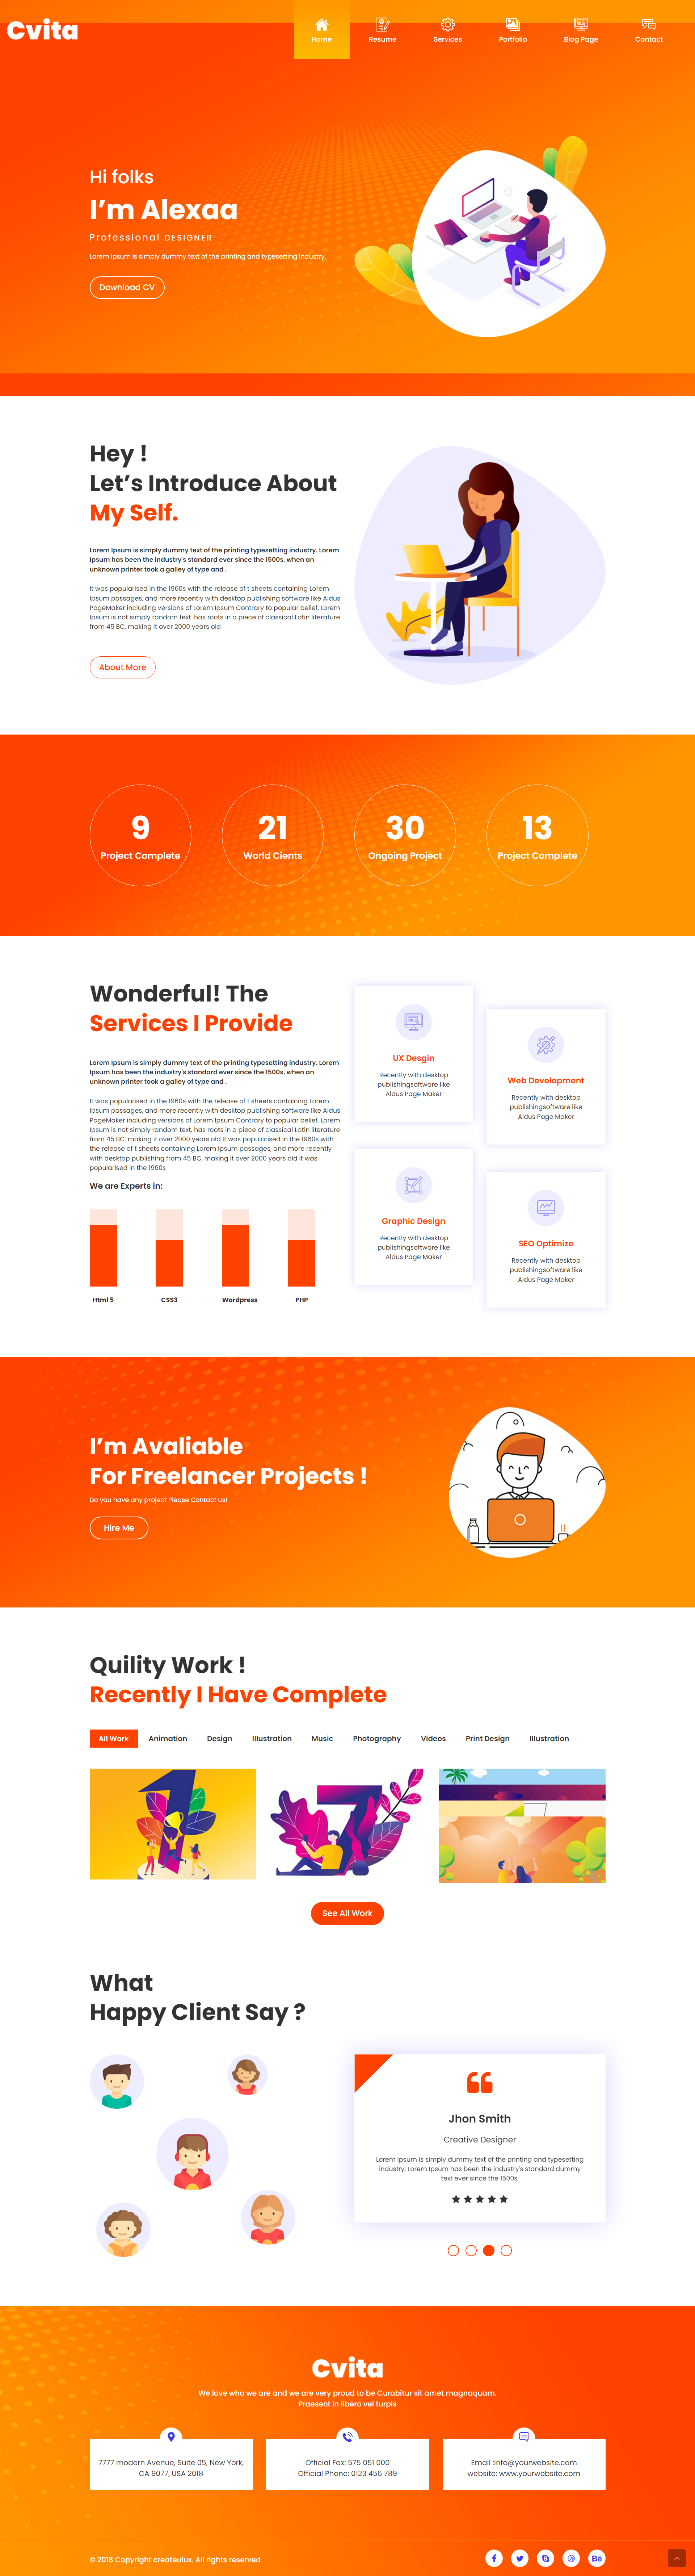 Cvita
Home
Resume
Services
Portfolio
Blog Page
Contact
Hi folks
I'm Alexaa
Professional DESIGNER
Lorem Ipsum is simply dummy text of the printing and typesetting industry.
Download CV
Hey !
Let's Introduce About
My Self.
Lorem Ipsum is simply dummy text of the printing typesetting industry. Lorem
Ipsum has been the industry's standard ever since the 1500s, when an
unknown printer took a galley of type and .
It was popularised in the 1960s with the release of t sheets containing Lorem
Ipsum passages, and more recently with desktop publishing software like Aldus
PageMaker including versions of Lorem Ipsum Contrary to popular belief, Lorem
Ipsum is not simply random text. has roots in a piece of classical Latin literature
from 45 BC, making it over 2000 years old
About More
9
Project Complete
21
World Cients
30
Ongoing Project
13
Project Complete
Wonderful! The
Services I Provide
Lorem Ipsum is simply dummy text of the printing typesetting industry. Lorem
Ipsum has been the industry's standard ever since the 1500s, when an
unknown printer took a galley of type and .
It was popularised in the 1960s with the release of t sheets containing Lorem
Ipsum passages, and more recently with desktop publishing software like Aldus
PageMaker including versions of Lorem Ipsum Contrary to popular belief, Lorem
Ipsum is not simply random text. has roots in a piece of classical Latin literature
from 45 BC, making it over 2000 years old It was popularised in the 1960s with
the release of t sheets containing Lorem Ipsum passages, and more recently
with desktop publishing from 45 BC, making it over 2000 years old It was
popularised in the 1960s
We are Experts in:
Html 5
CSS3
Wordpress
PHP
UX Desgin
Recently with desktop
publishingsoftware like
Aldus Page Maker
Web Development
Recently with desktop
publishingsoftware like
Aldus Page Maker
Graphic Design
Recently with desktop
publishingsoftware like
Aldus Page Maker
SEO Optimize
Recently with desktop
publishingsoftware like
Aldus Page Maker
I'm Avaliable
For Freelancer Projects !
Do you have any project Please Contact us!
Hire Me
Quility Work !
Recently I Have Complete
All Work
Animation
Design
Illustration
Music
Photography
Videos
Print Design
Illustration
1
7
See All Work
What
Happy Client Say ?
Jhon Smith
Creative Designer
Lorem Ipsum is simply dummy text of the printing and typesetting
industry. Lorem Ipsum has been the industry's standard dummy
text ever since the 1500s,
Cvita
We love who we are and we are very proud to be Curabitur sit amet magnaquam.
Praesent in libero vel turpis
7777 modern Avenue, Suite 05, New York,
CA 9077, USA 2018
Official Fax: 575 051 000
Official Phone: 0123 456 789
Email :info@yourwebsite.com
website: www.yourwebsite.com
© 2018 Copyright createuiux. All rights reserved
Bē